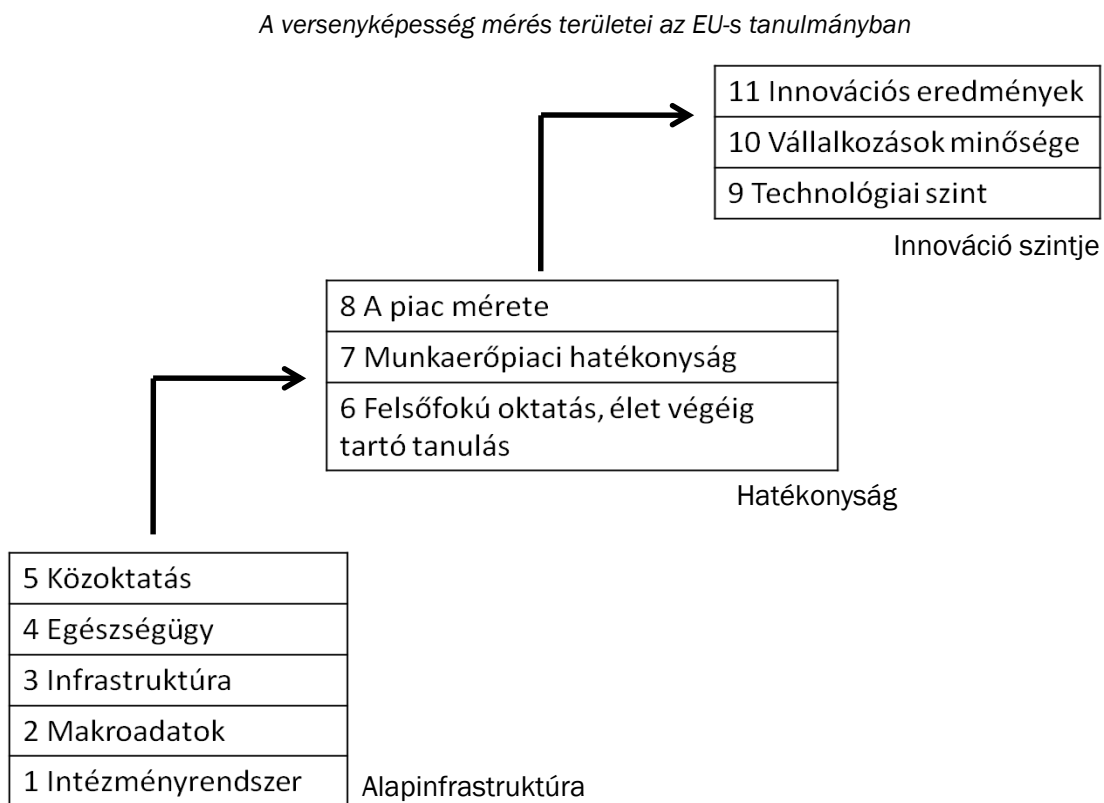 A versenyképesség mérés területei az EU-s tanulmányban
11 Innovációs eredmények
10 Vállalkozások minősége
9 Technológiai szint
Innováció szintje
8 A piac mérete
7 Munkaerőpiaci hatékonyság
6 Felsőfokú oktatás, élet végéig
tartó tanulás
Hatékonyság
5 Közoktatás
4 Egészségügy
3 Infrastruktúra
2 Makroadatok
1 Intézményrendszer
Alapinfrastruktúra